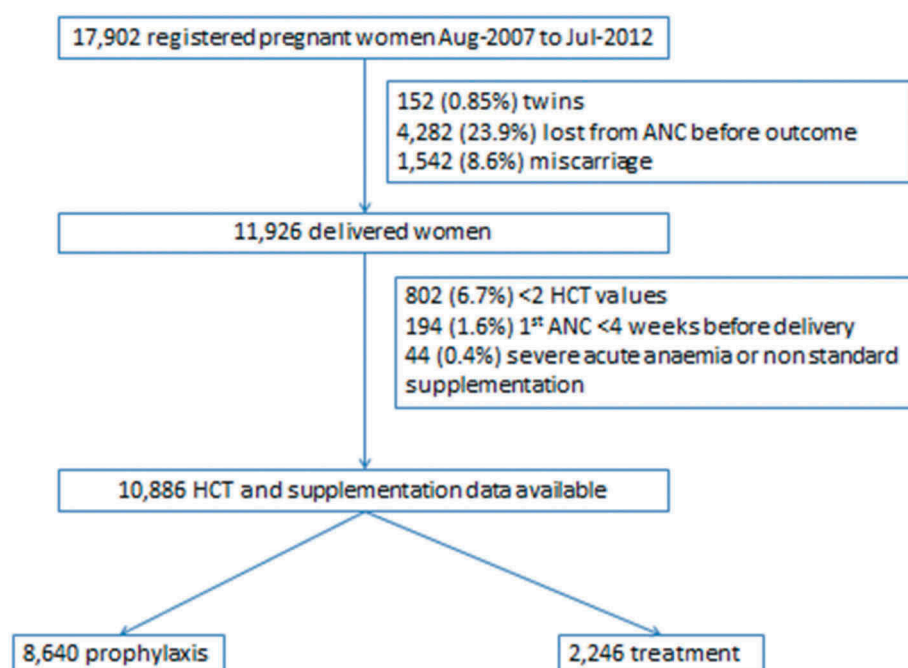 17,902 registered pregnant women Aug-2007 to Jul-2012
152 (0.85%) twins
4,282 (23.9%) lost from ANC before outcome
1,542 (8.6%) miscarriage
11,926 delivered women
802 (6.7%) <2 HCT values
194 (1.6%) 1st ANC <4 weeks before delivery
44 (0.4%) severe acute anaemia or non standard
supplementation
10,886 HCT and supplementation data available
8,640 prophylaxis
2,246 treatment